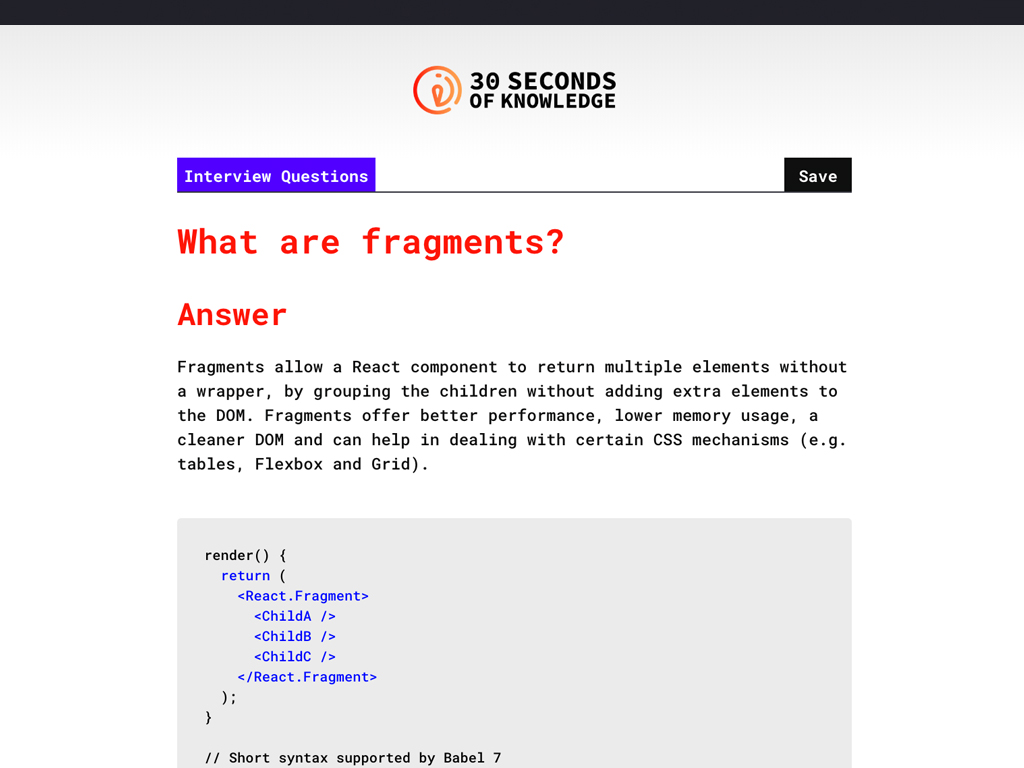 30 SECONDS
OF KNOWLEDGE
Interview Questions
Save
What are fragments?
Answer
Fragments allow a React component to return multiple elements without
a wrapper, by grouping the children without adding extra elements to
the DOM. Fragments offer better performance, lower memory usage, a
cleaner DOM and can help in dealing with certain CSS mechanisms (e.g.
tables, Flexbox and Grid).
render() {
  return (
    <React.Fragment>
      <ChildA />
      <ChildB />
      <ChildC />
    </React.Fragment>
  );
}
// Short syntax supported by Babel 7